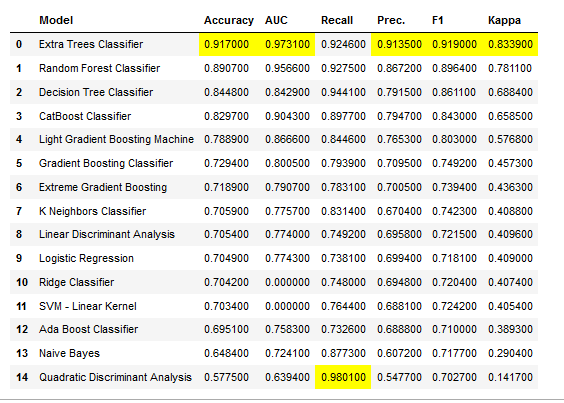 Model Accuracy AUC Recall Prec. F1 Kappa
0 Extra Trees Classifier 0.917000 0.973100 0.924600 0.913500 0.919000 0.833900
1 Random Forest Classifier 0.890700 0.956600 0.927500 0.867200 0.896400 0.781100
2 Decision Tree Classifier 0.844800 0.842900 0.944100 0.791500 0.861100 0.688400
3 CatBoost Classifier 0.829700 0.904300 0.897700 0.794700 0.843000 0.658500
4 Light Gradient Boosting Machine 0.788900 0.866600 0.844600 0.765300 0.803000 0.576800
5 Gradient Boosting Classifier 0.729400 0.800500 0.793900 0.709500 0.749200 0.457300
6 Extreme Gradient Boosting 0.718900 0.790700 0.783100 0.700500 0.739400 0.436300
7 K Neighbors Classifier 0.705900 0.775700 0.831400 0.670400 0.742300 0.408800
8 Linear Discriminant Analysis 0.705400 0.774000 0.749200 0.695800 0.721500 0.409600
9 Logistic Regression 0.704900 0.774300 0.738100 0.699400 0.718100 0.409000
10 Ridge Classifier 0.704200 0.000000 0.748000 0.694800 0.720400 0.407400
11 SVM - Linear Kernel 0.703400 0.000000 0.764400 0.688100 0.724200 0.405400
12 Ada Boost Classifier 0.695100 0.758300 0.732600 0.688800 0.710000 0.389300
13 Naive Bayes 0.648400 0.724100 0.877300 0.607200 0.717700 0.290400
14 Quadratic Discriminant Analysis 0.577500 0.639400 0.980100 0.547700 0.702700 0.141700